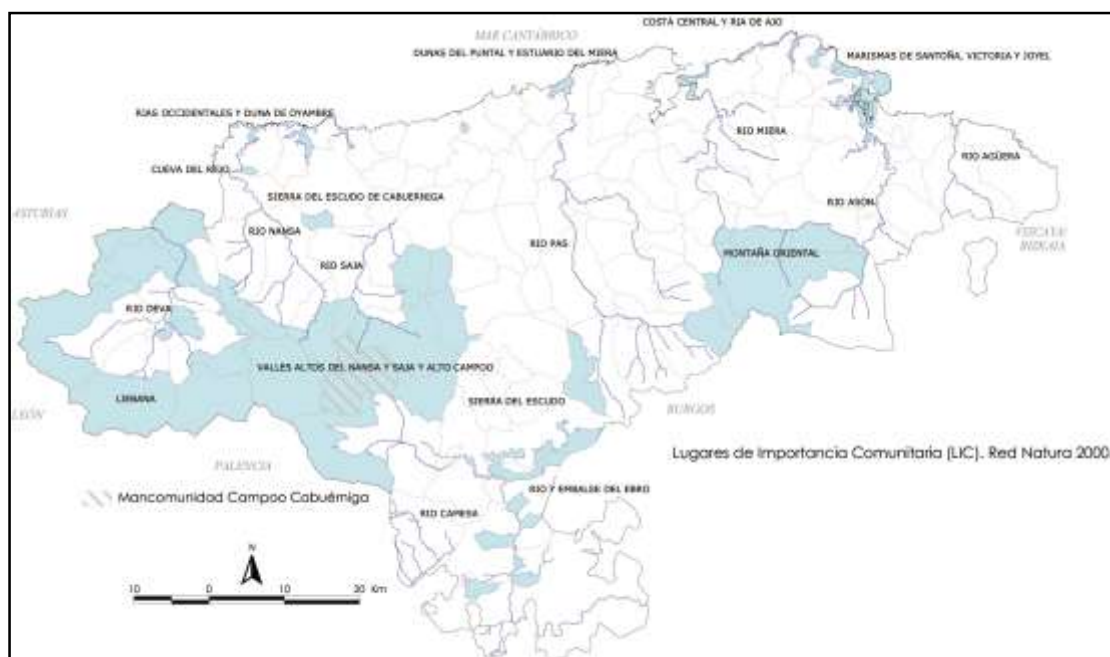 COSTA CENTRAL Y RIA DE AJO
MAR CANTÁBRICO
DUNAS DEL PUNTAL Y ESTUARIO DEL MIERA
MARISMAS DE SANTOÑA, VICTORIA Y JOYEL
RIAS OCCIDENTALES Y DUNA DE OYAMBRE
RIO MIERA
RIO AGÜERA
CUEVA DEL REJO
SIERRA DEL ESCUDO DE CABUERNIGA
RIO ASON
ASTURIAS
RIO NANSA
VIZCAYA/
BIZKAIA
RIO PAS
MONTAÑA ORIENTAL
RIO SAJA
RIO DEVA
VALLES ALTOS DEL NANSA Y SAJA Y ALTO CAMPOO
LIEBANA
SIERRA DEL ESCUDO
LEÓN
BURGOS
Lugares de Importancia Comunitaria (LIC). Red Natura 2000
PALENCIA
RIO Y EMBALSE DEL EBRO
Mancomunidad Campoo Cabuérniga
RIO CAMESA
N
10 0 10 20 Km